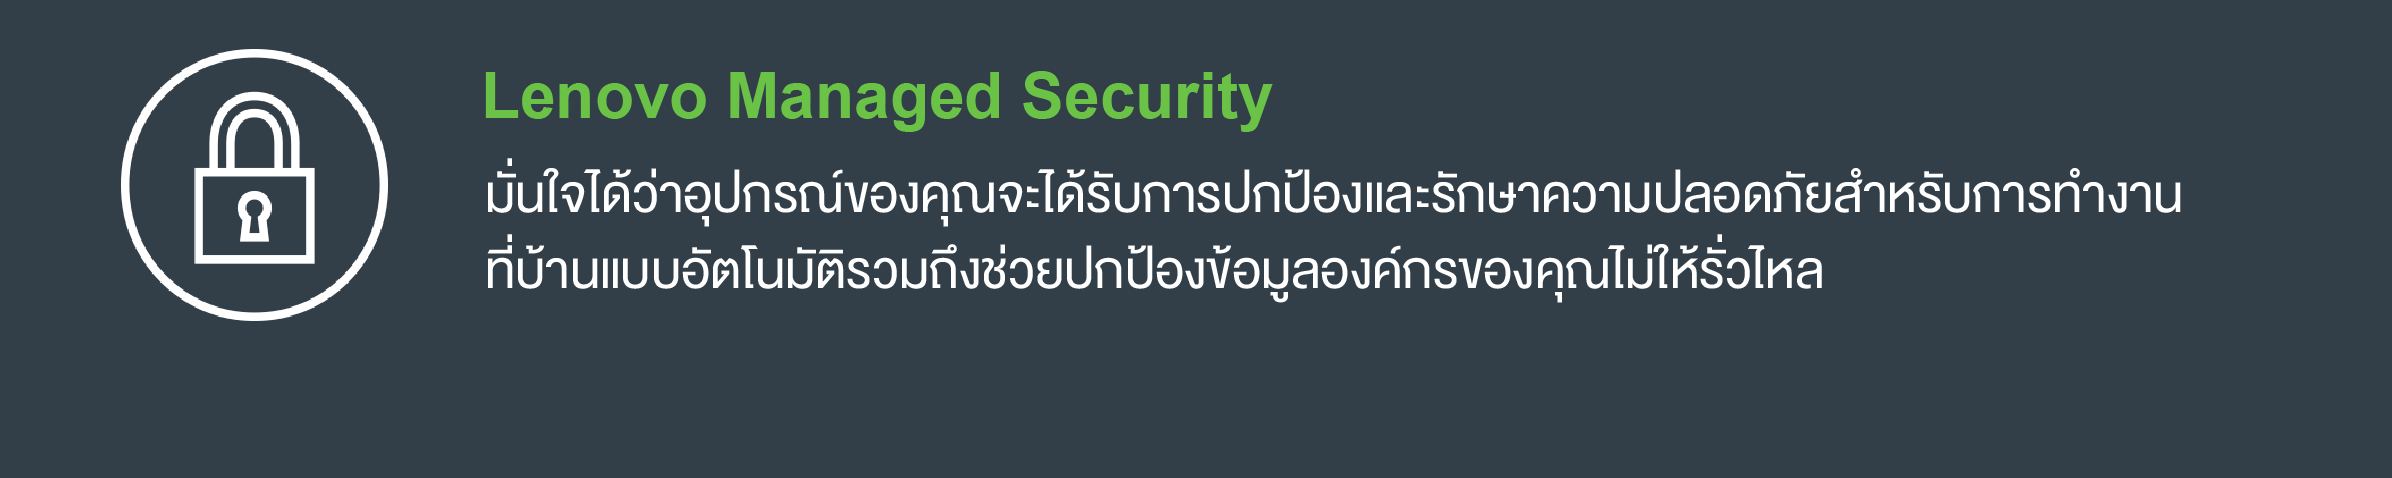 Lenovo Managed Security
มั่นใจได้ว่าอุปกรณ์ของคุณจะได้รับการปกป้องและรักษาความปลอดภัยสำหรับการทำงาน
ที่บ้านแบบอัตโนมัติรวมถึงช่วยปกป้องข้อมูลองค์กรของคุณไม่ให้รั่วไหล